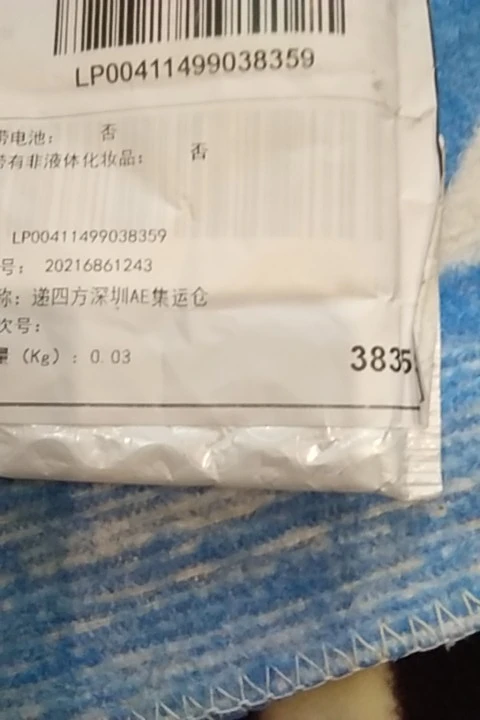 LP00411499038359
带电池： 否
带有非液体化妆品： 否
LP00411499038359
号： 20216861243
称：递四方深圳AE集运仓
次号：
量（Kg）：0.03
3835